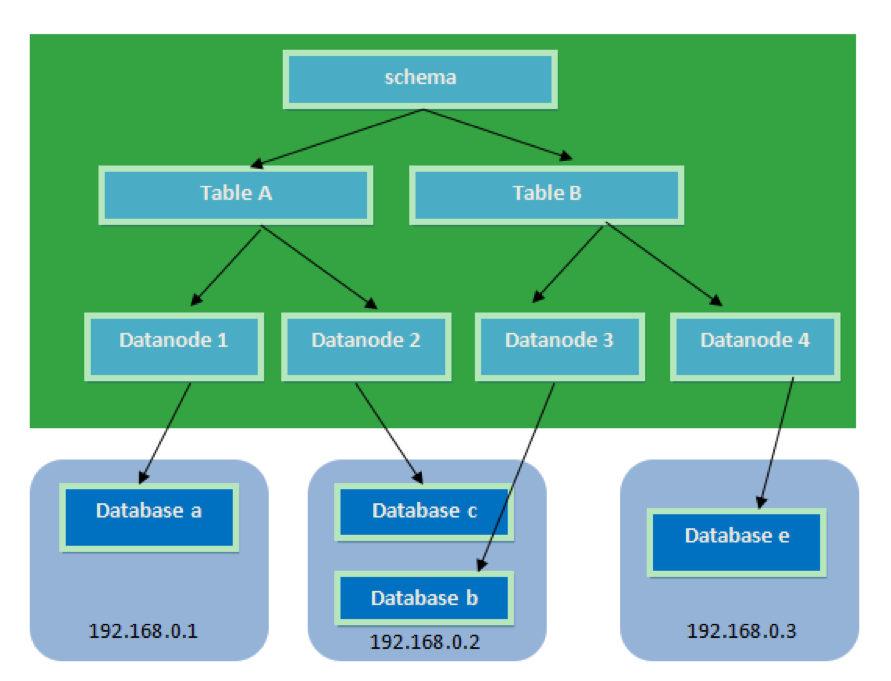 schema
Table A
Table B
Datanode 1
Datanode 2
Datanode 3
Datanode 4
Database a
Database c
Database e
Database b
192.168.0.1
192.168.0.2
192.168.0.3